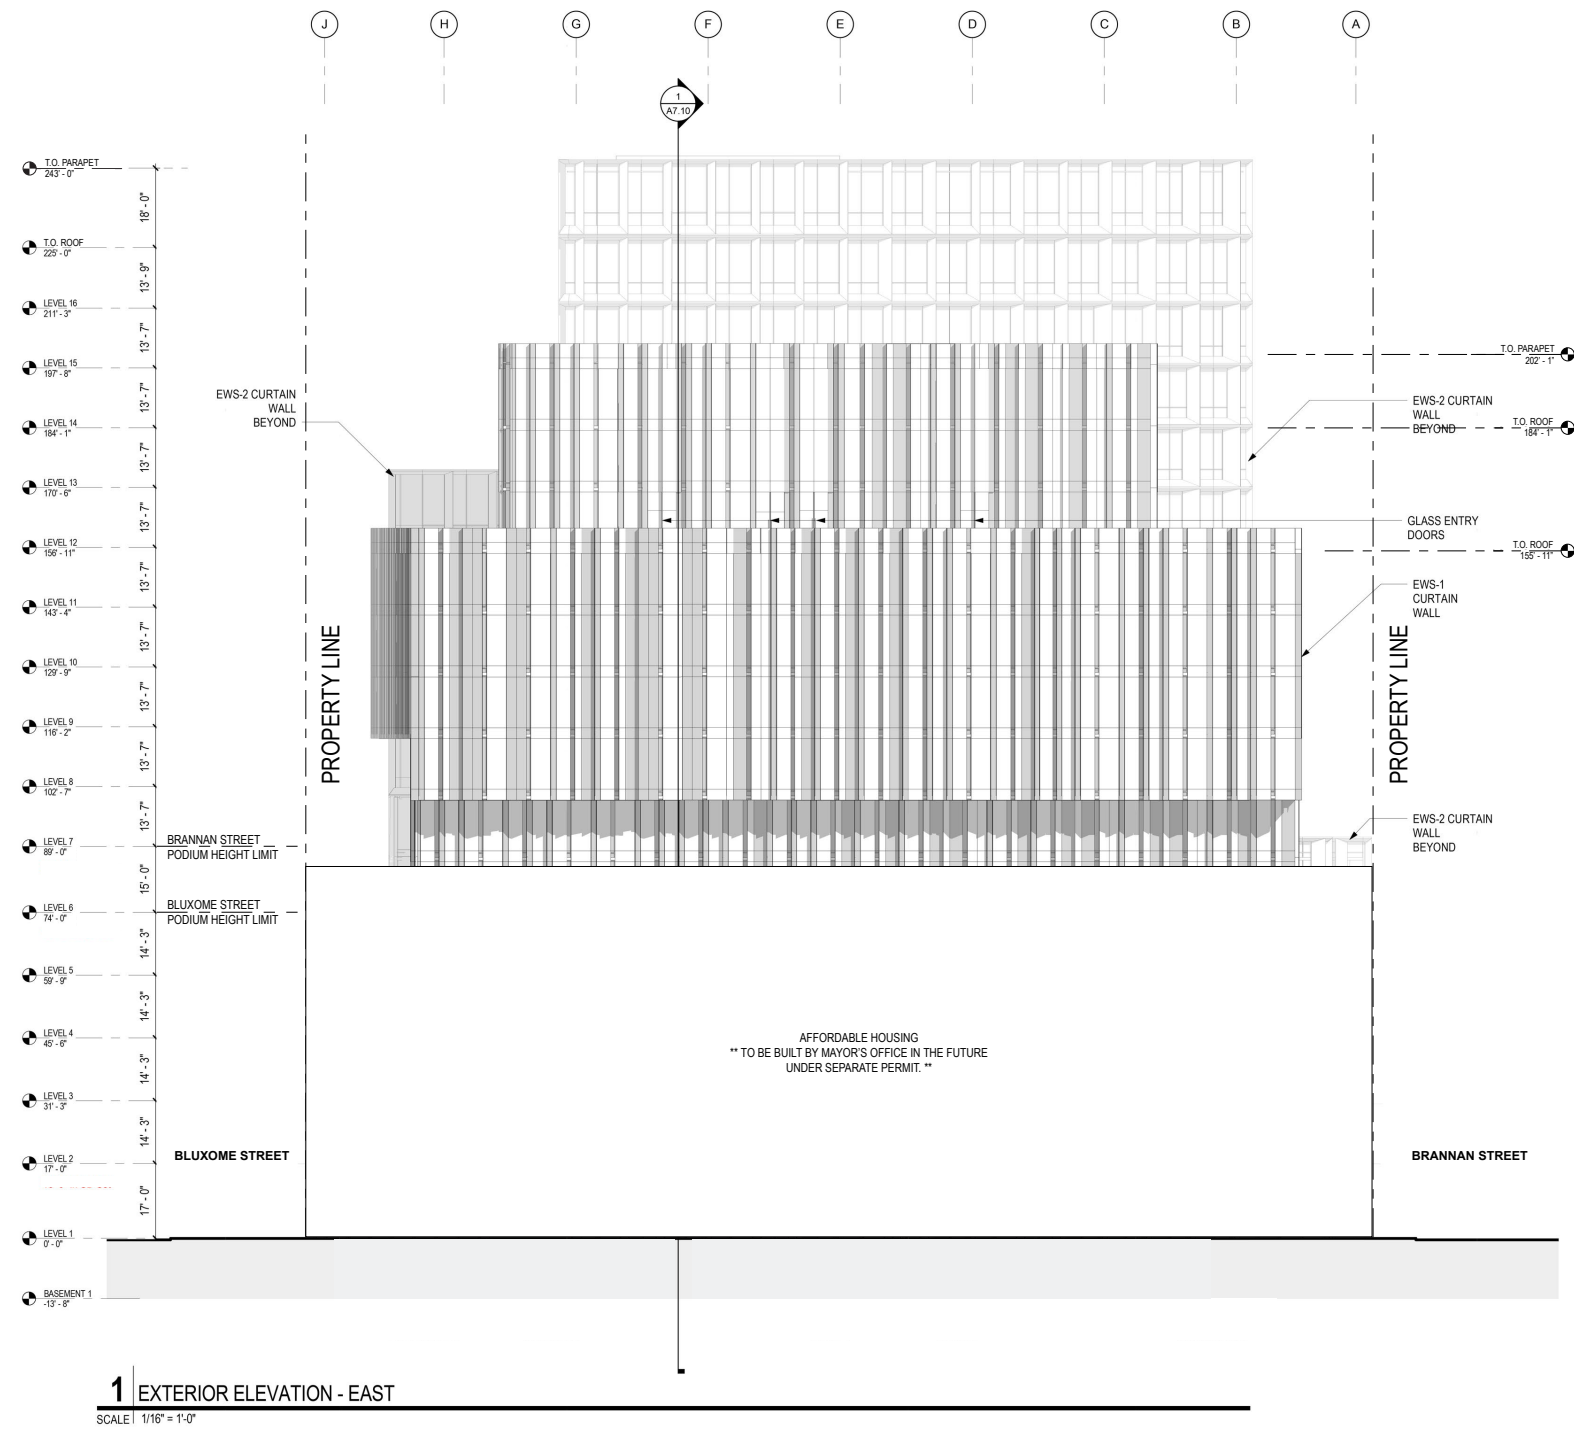 J H G F E D C B A
1
A7.10
T.O. PARAPET
243' - 0"
18' - 0"
T.O. ROOF
225' - 0"
13' - 9"
LEVEL 16
211' - 3"
13' - 7"
LEVEL 15
197' - 8"
13' - 7"
LEVEL 14
184' - 1"
13' - 7"
LEVEL 13
170' - 6"
13' - 7"
LEVEL 12
156' - 11"
13' - 7"
LEVEL 11
143' - 4"
13' - 7"
LEVEL 10
129' - 9"
13' - 7"
LEVEL 9
116' - 2"
13' - 7"
LEVEL 8
102' - 7"
13' - 7"
LEVEL 7
89' - 0"
15' - 0"
LEVEL 6
74' - 0"
14' - 3"
LEVEL 5
59' - 9"
14' - 3"
LEVEL 4
45' - 6"
14' - 3"
LEVEL 3
31' - 3"
14' - 3"
LEVEL 2
17' - 0"
17' - 0"
LEVEL 1
0' - 0"
BASEMENT 1
-13' - 8"
EWS-2 CURTAIN
WALL
BEYOND
PROPERTY LINE
BRANNAN STREET
PODIUM HEIGHT LIMIT
BLUXOME STREET
PODIUM HEIGHT LIMIT
BLUXOME STREET
AFFORDABLE HOUSING
** TO BE BUILT BY MAYOR'S OFFICE IN THE FUTURE
UNDER SEPARATE PERMIT. **
T.O. PARAPET
202' - 1"
EWS-2 CURTAIN
WALL
BEYOND
T.O. ROOF
184' - 1"
GLASS ENTRY
DOORS
T.O. ROOF
155' - 11"
EWS-1
CURTAIN
WALL
PROPERTY LINE
EWS-2 CURTAIN
WALL
BEYOND
BRANNAN STREET
1 EXTERIOR ELEVATION - EAST
SCALE 1/16" = 1'-0"